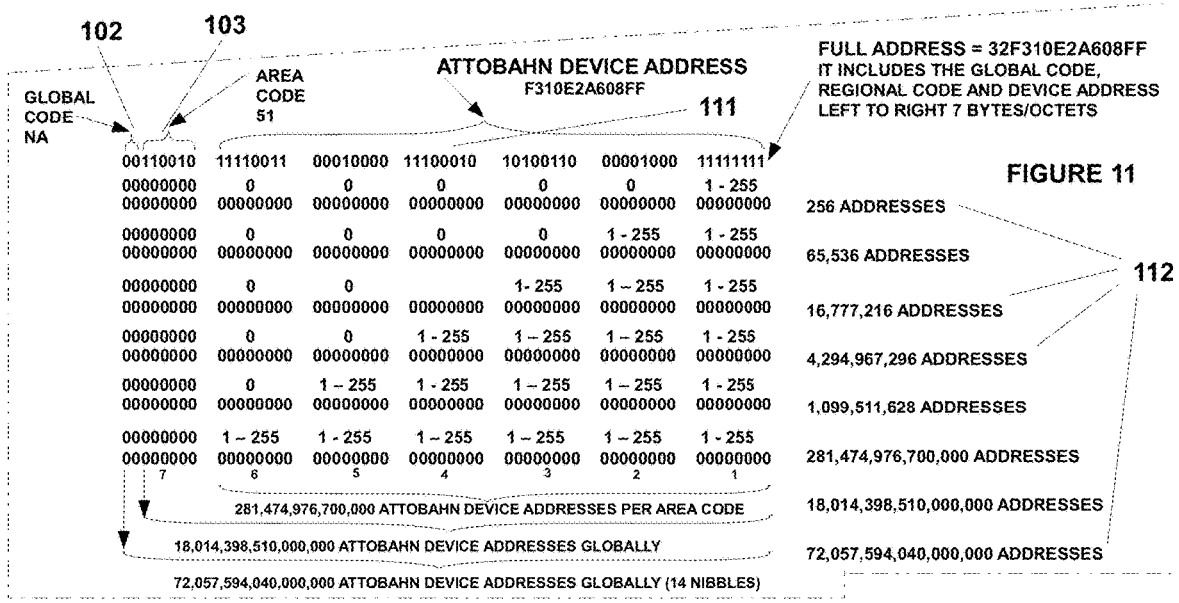 102
103
GLOBAL
CODE
NA
AREA
CODE
51
ATTOBAHN DEVICE ADDRESS
F310E2A608FF
111
FULL ADDRESS = 32F310E2A608FF
IT INCLUDES THE GLOBAL CODE,
REGIONAL CODE AND DEVICE ADDRESS
LEFT TO RIGHT 7 BYTES/OCTETS
FIGURE 11
00110010 11110011 00010000 11100010 10100110 00001000 11111111
00000000 0 0 0 0 0 1 - 255
00000000 00000000 00000000 00000000 00000000 00000000 00000000
256 ADDRESSES
00000000 0 0 0 0 1 - 255 1 - 255
00000000 00000000 00000000 00000000 00000000 00000000 00000000
65,536 ADDRESSES
112
00000000 0 0 1- 255 1 – 255 1 - 255
00000000 00000000 00000000 00000000 00000000 00000000 00000000
16,777,216 ADDRESSES
00000000 0 0 1 - 255 1 – 255 1 – 255 1 - 255
00000000 00000000 00000000 00000000 00000000 00000000 00000000
4,294,967,296 ADDRESSES
00000000 0 1 – 255 1 - 255 1 – 255 1 – 255 1 - 255
00000000 00000000 00000000 00000000 00000000 00000000 00000000
1,099,511,628 ADDRESSES
00000000 1 – 255 1 - 255 1 – 255 1 – 255 1 – 255 1 - 255
00000000 00000000 00000000 00000000 00000000 00000000 00000000
281,474,976,700,000 ADDRESSES
7 6 5 4 3 2 1
281,474,976,700,000 ATTOBAHN DEVICE ADDRESSES PER AREA CODE
18,014,398,510,000,000 ADDRESSES
18,014,398,510,000,000 ATTOBAHN DEVICE ADDRESSES GLOBALLY
72,057,594,040,000,000 ADDRESSES
72,057,594,040,000,000 ATTOBAHN DEVICE ADDRESSES GLOBALLY (14 NIBBLES)